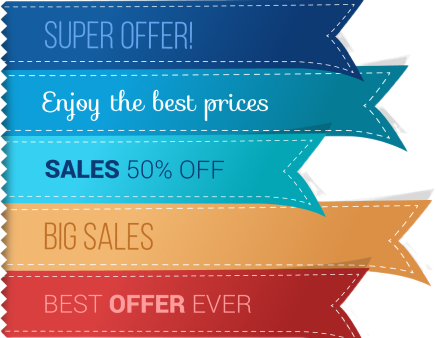 SUPER OFFER!
Enjoy the best prices
SALES 50% OFF
BIG SALES
BEST OFFER EVER